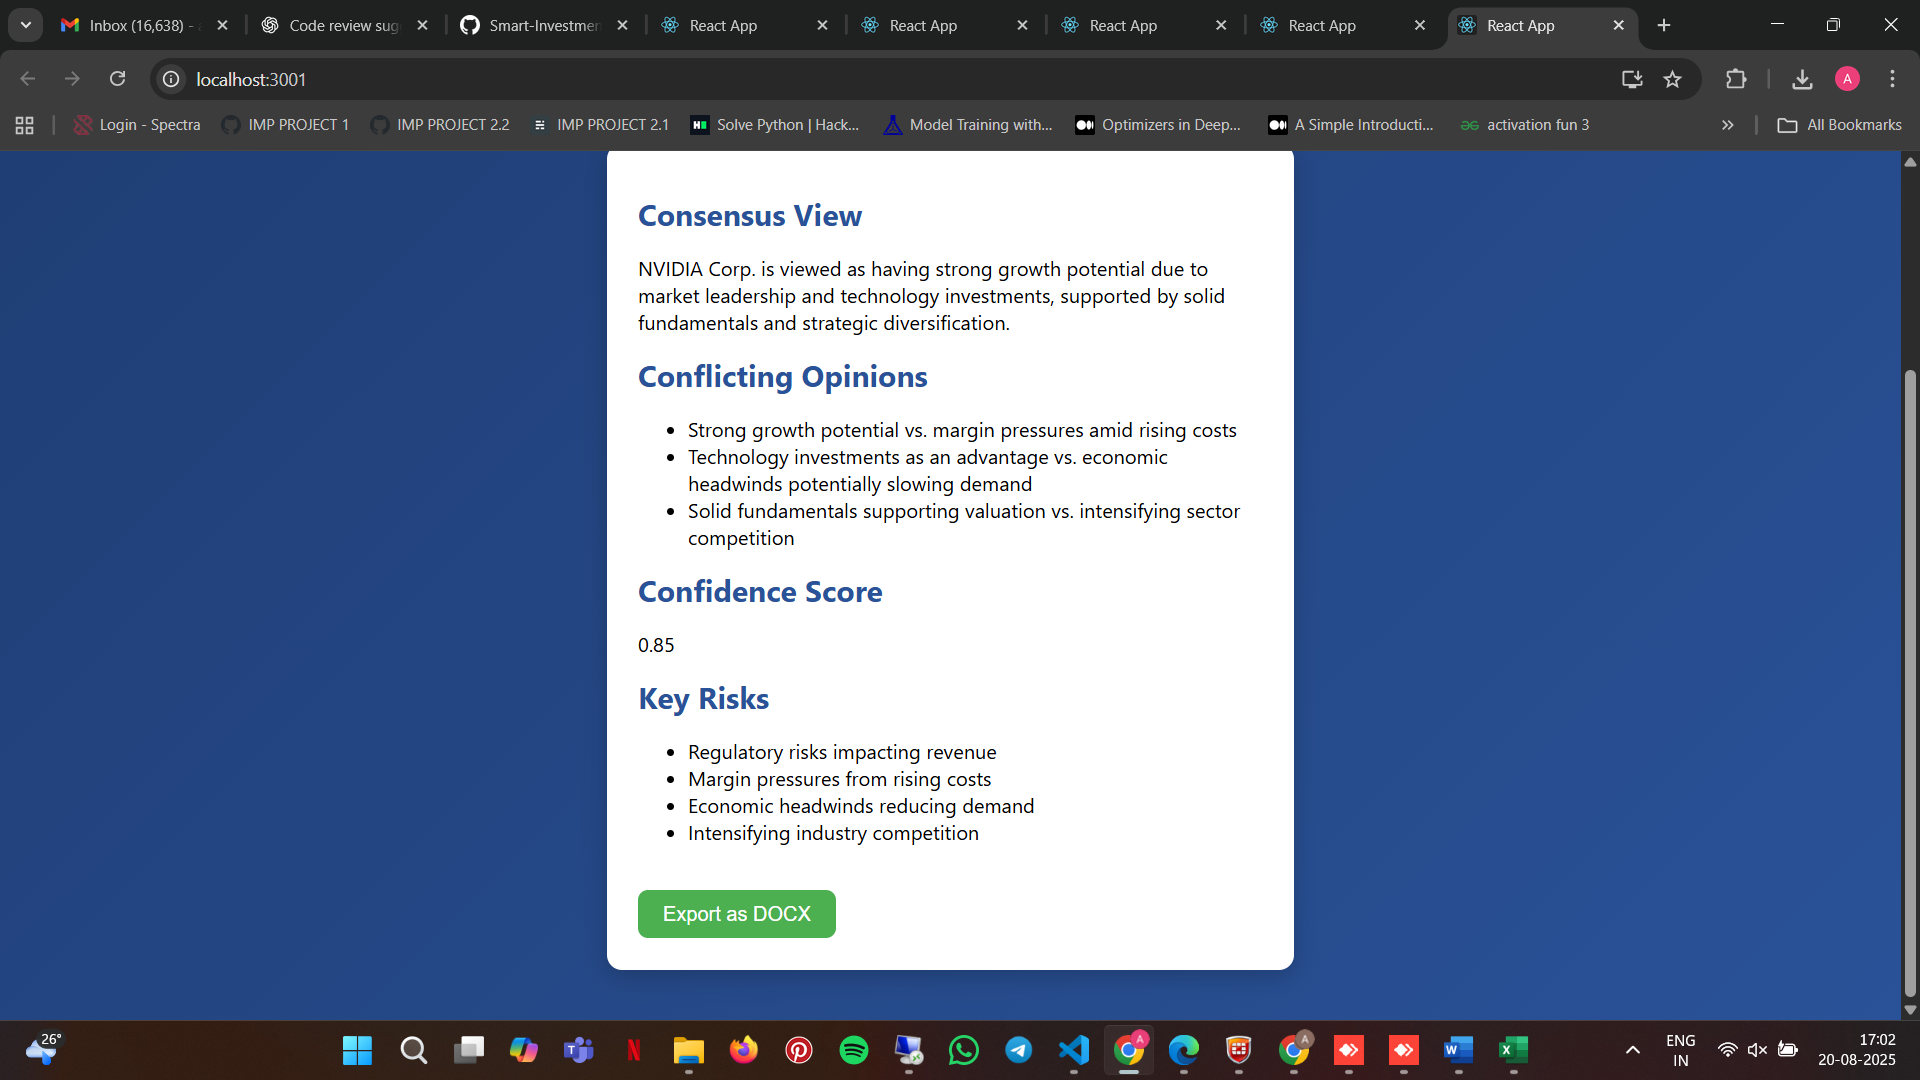 Inbox (16,638) -
Code review sug
Smart-Investmen
React App
React App
React App
React App
React App
localhost:3001
A
Login - Spectra
IMP PROJECT 1
IMP PROJECT 2.2
IMP PROJECT 2.1
Solve Python | Hack...
Model Training with...
Optimizers in Deep...
A Simple Introducti...
activation fun 3
All Bookmarks
Consensus View
NVIDIA Corp. is viewed as having strong growth potential due to
market leadership and technology investments, supported by solid
fundamentals and strategic diversification.
Conflicting Opinions
Strong growth potential vs. margin pressures amid rising costs
Technology investments as an advantage vs. economic
headwinds potentially slowing demand
Solid fundamentals supporting valuation vs. intensifying sector
competition
Confidence Score
0.85
Key Risks
Regulatory risks impacting revenue
Margin pressures from rising costs
Economic headwinds reducing demand
Intensifying industry competition
Export as DOCX
26°
ENG
IN
17:02
20-08-2025